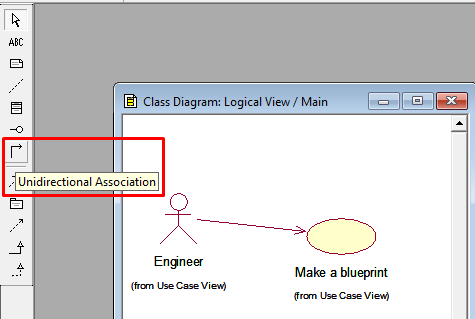 ABC
Class Diagram: Logical View / Main
Unidirectional Association
Engineer
(from Use Case View)
Make a blueprint
(from Use Case View)